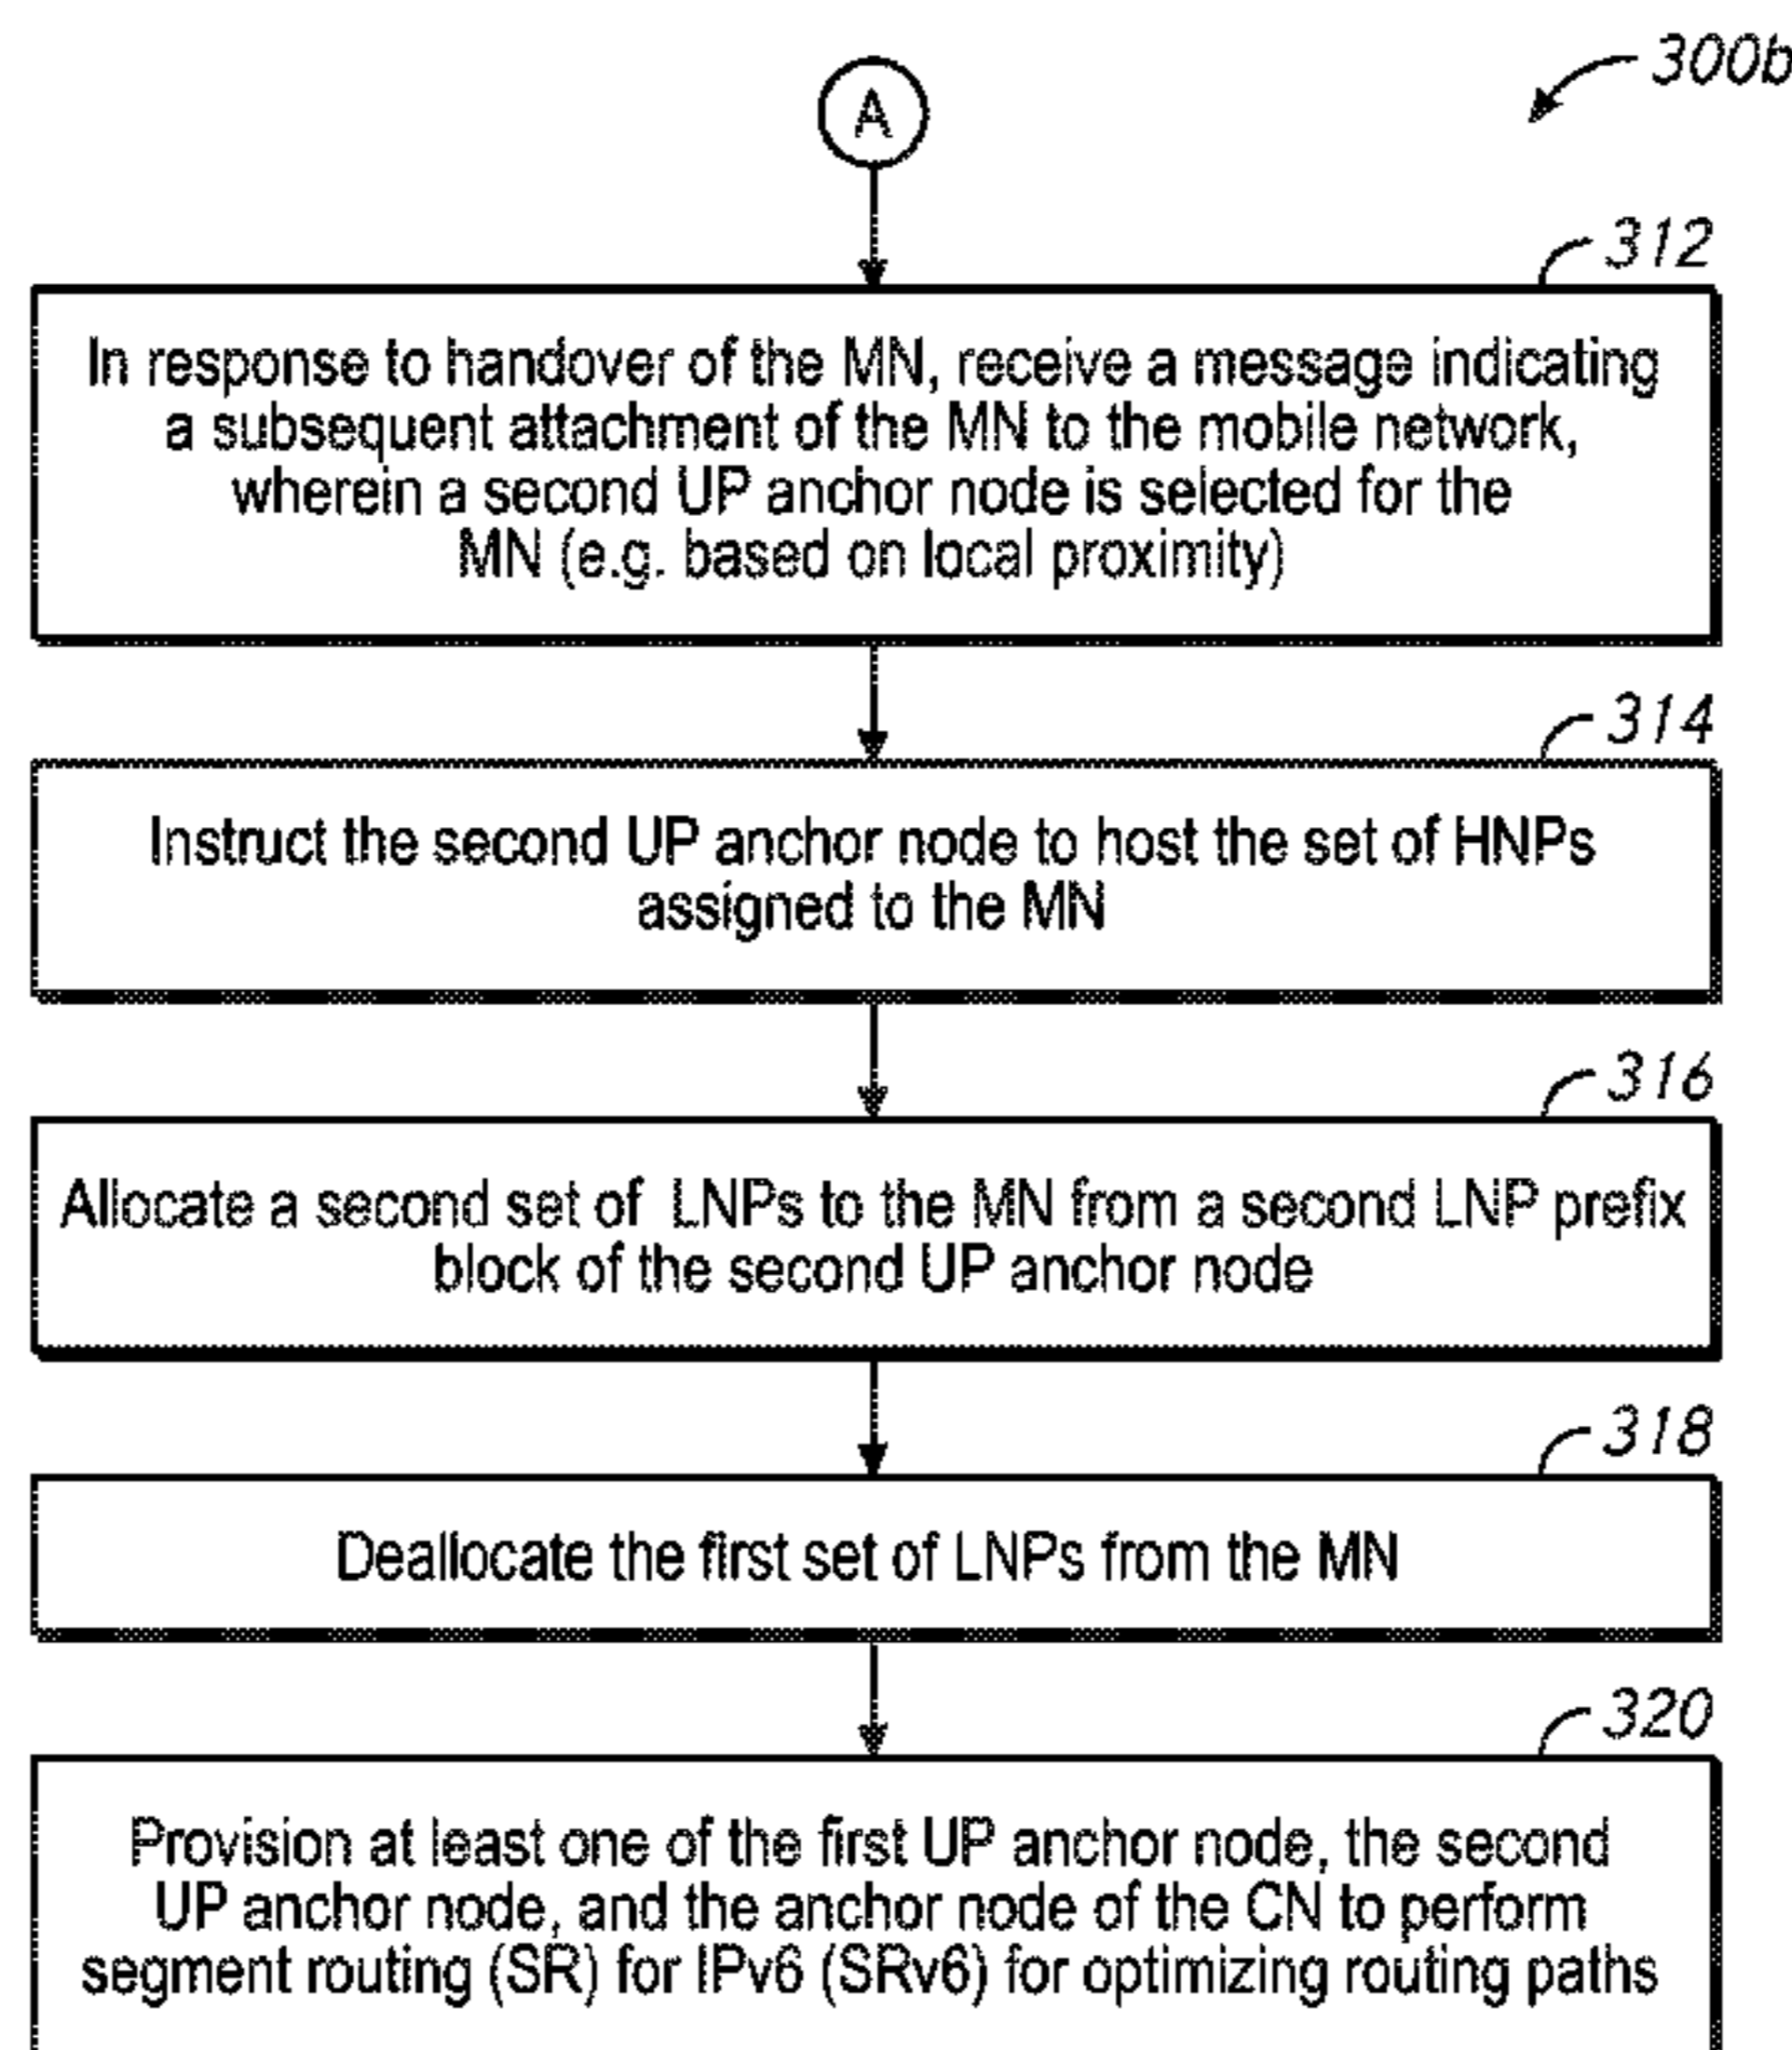 300b
A
312
In response to handover of the MN, receive a message indicating
a subsequent attachment of the MN to the mobile network,
wherein a second UP anchor node is selected for the
MN (e.g. based on local proximity)
314
Instruct the second UP anchor node to host the set of HNPs
assigned to the MN
316
Allocate a second set of LNPs to the MN from a second LNP prefix
block of the second UP anchor node
318
Deallocate the first set of LNPs from the MN
320
Provision at least one of the first UP anchor node, the second
UP anchor node, and the anchor node of the CN to perform
segment routing (SR) for IPv6 (SRv6) for optimizing routing paths